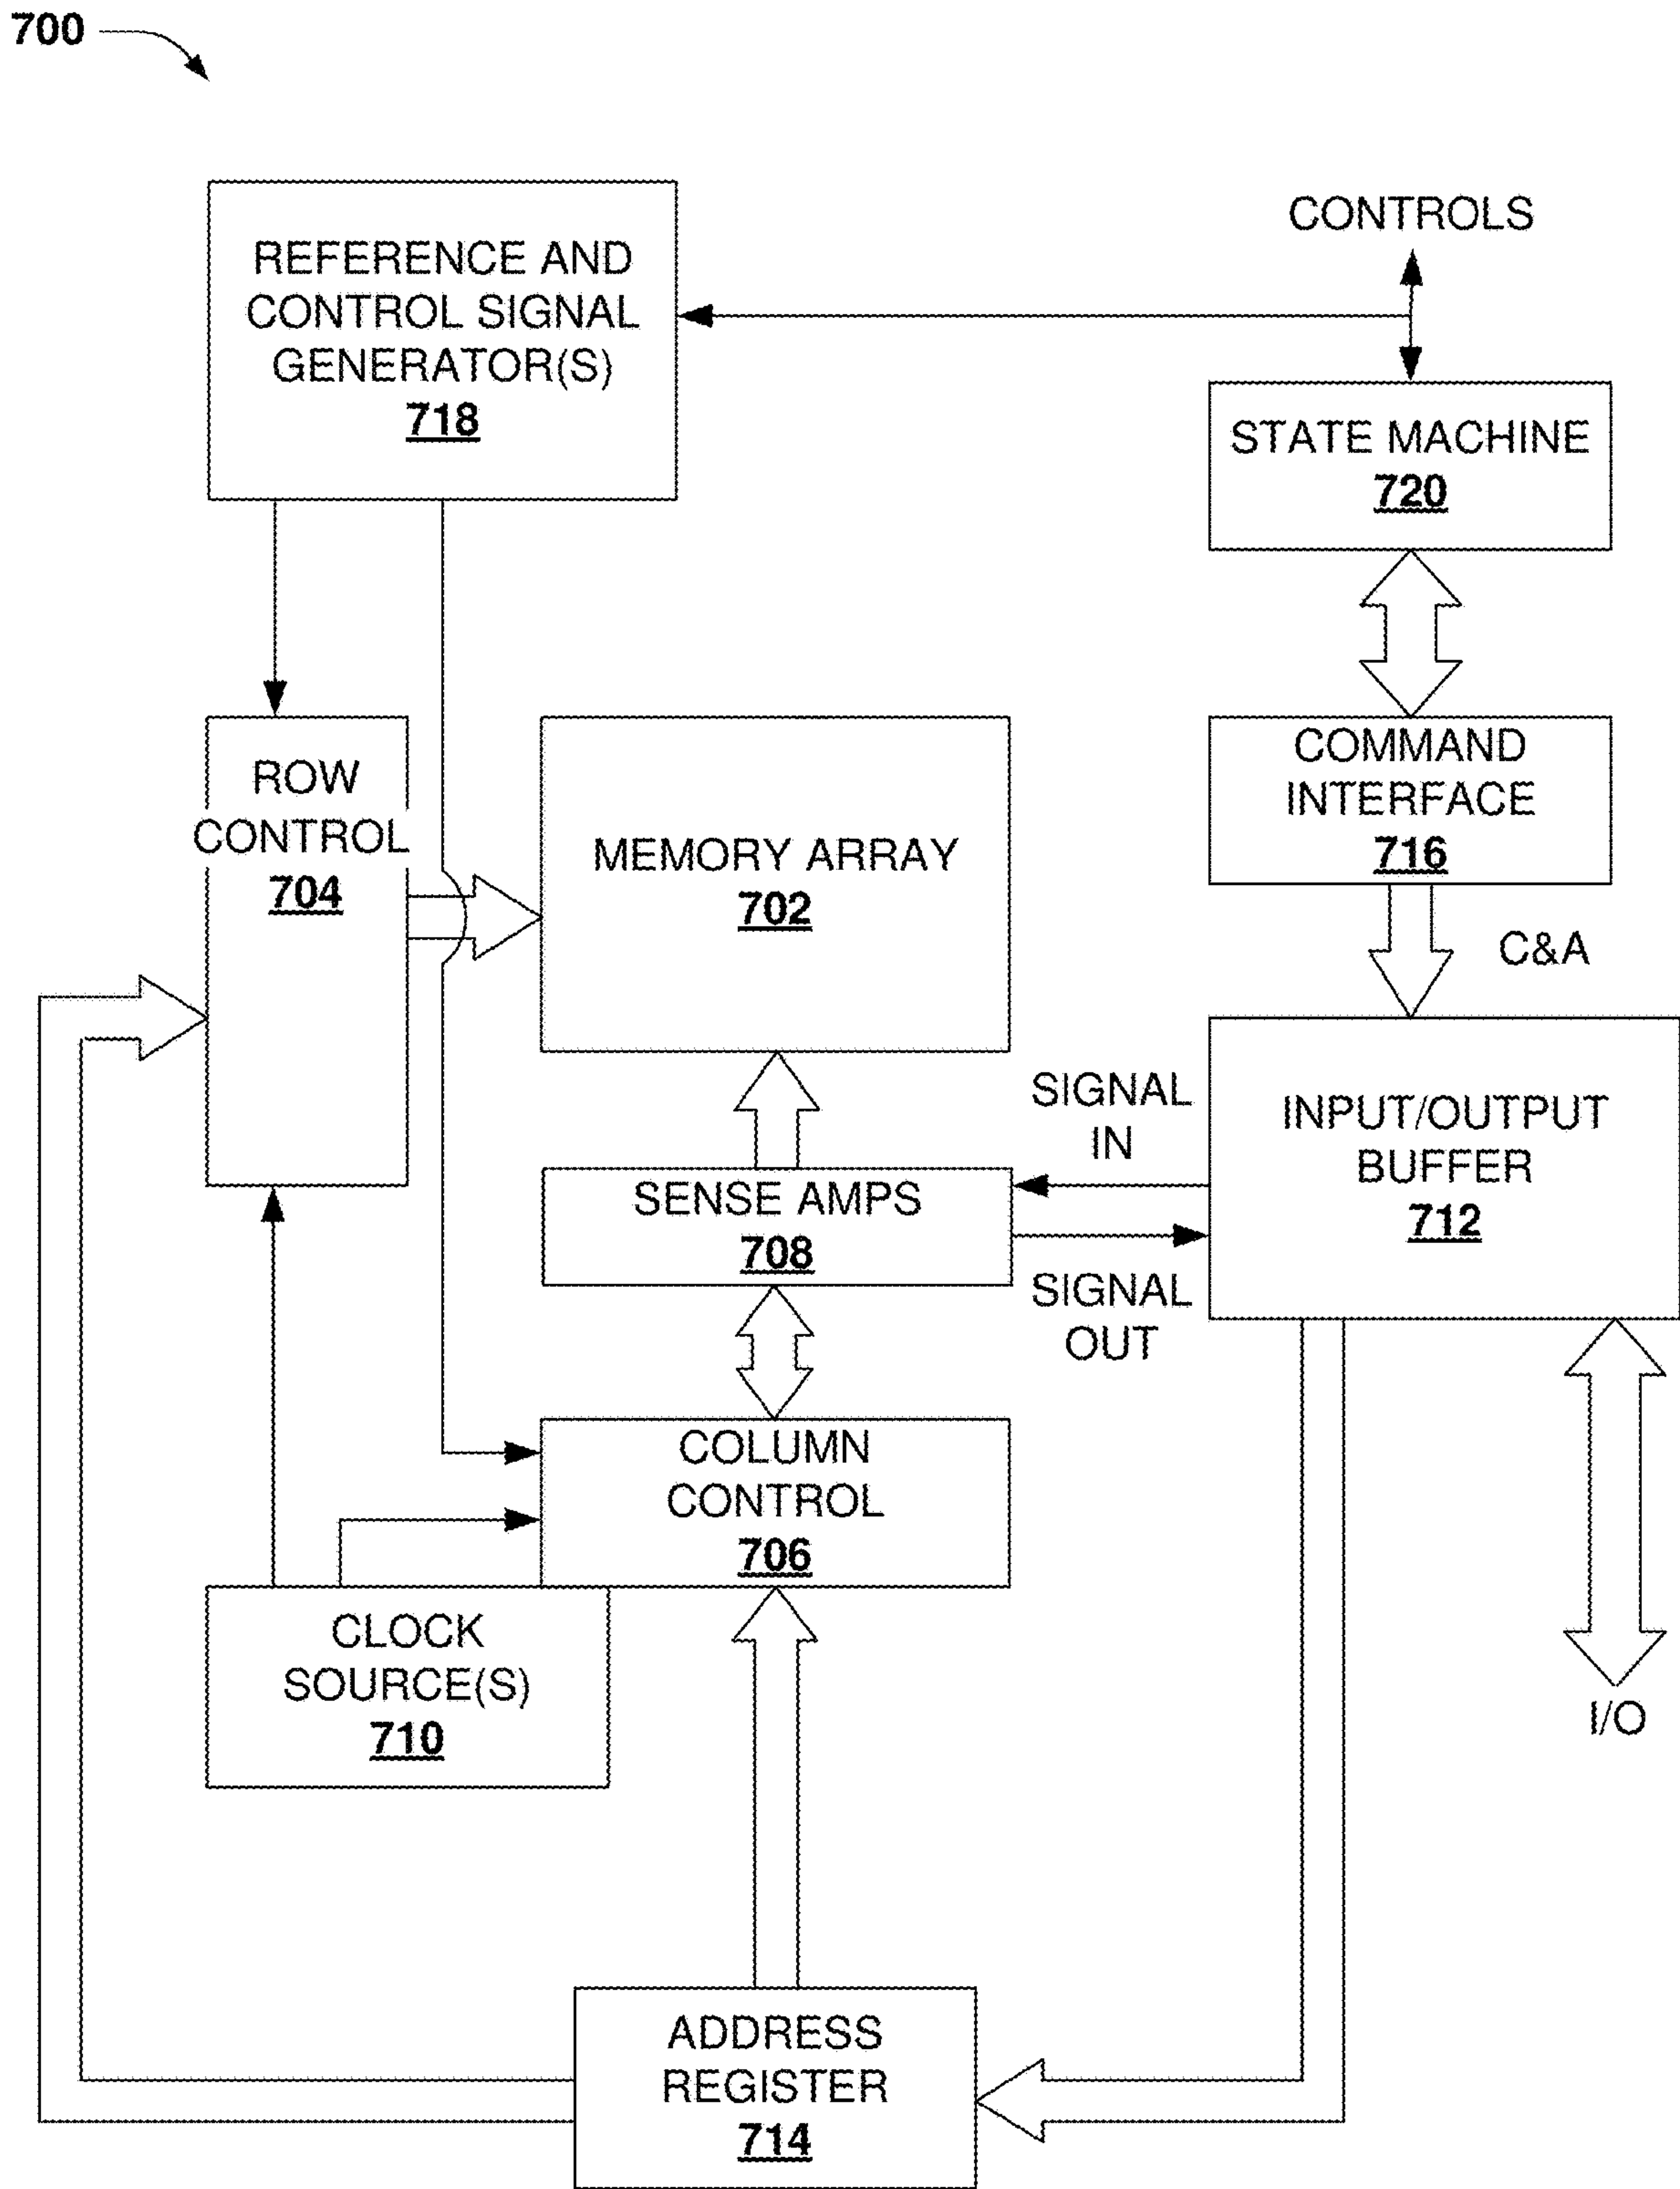 700
REFERENCE AND
CONTROL SIGNAL
GENERATOR(S)
718
CONTROLS
STATE MACHINE
720
ROW
CONTROL
704
MEMORY ARRAY
702
COMMAND
INTERFACE
716
C&A
SIGNAL
IN
INPUT/OUTPUT
BUFFER
712
SENSE AMPS
708
SIGNAL
OUT
COLUMN
CONTROL
706
CLOCK
SOURCE(S)
710
I/O
ADDRESS
REGISTER
714